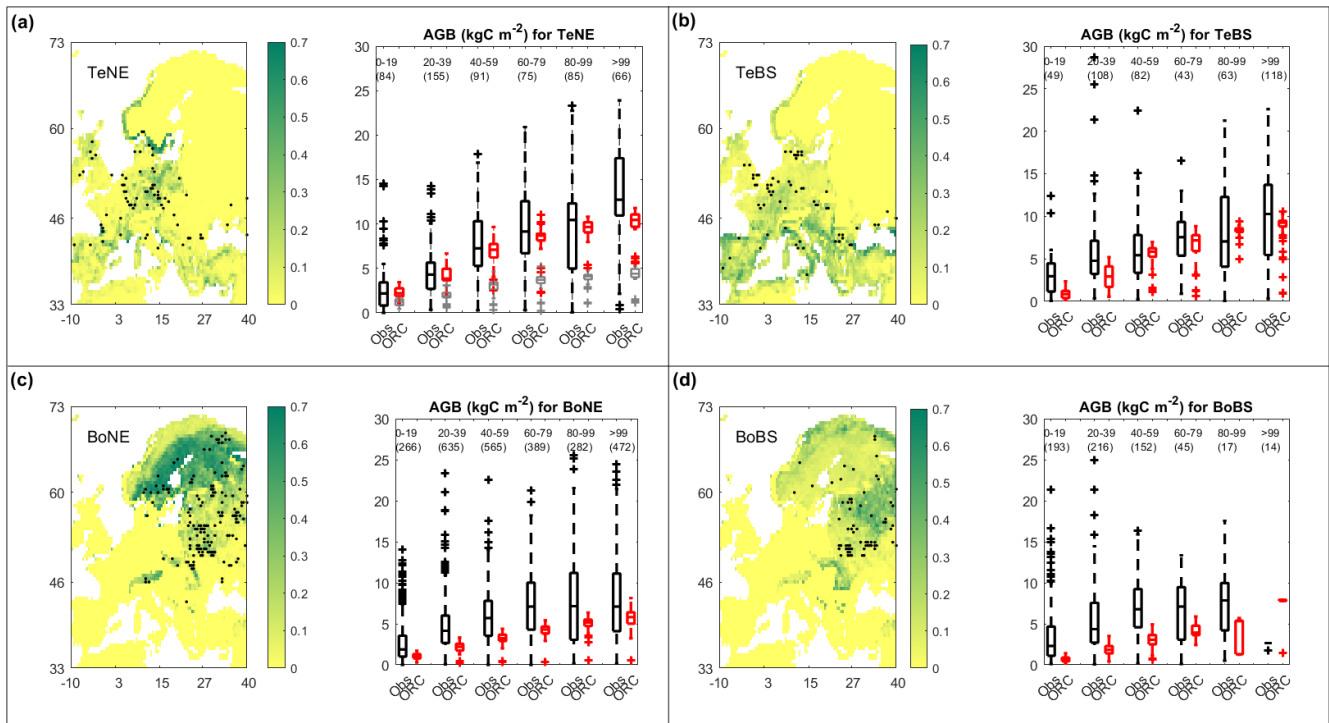 (a)
AGB (kgC m-2) for TeNE
73
60
46
33
-10 3 15 27 40
TeNE
0.7
0.6
0.5
0.4
0.3
0.2
0.1
0
30
25
20
15
10
5
0
0-19 20-39 40-59 60-79 80-99 >99
(84) (155) (91) (75) (85) (66)
Obs ORC Obs ORC Obs ORC Obs ORC Obs ORC Obs ORC
(b)
AGB (kgC m-2) for TeBS
73
60
46
33
-10 3 15 27 40
TeBS
0.7
0.6
0.5
0.4
0.3
0.2
0.1
0
30
25
20
15
10
5
0
0-19 20-39 40-59 60-79 80-99 >99
(49) (108) (82) (43) (63) (118)
Obs ORC Obs ORC Obs ORC Obs ORC Obs ORC Obs ORC
(c)
AGB (kgC m-2) for BoNE
73
60
46
33
-10 3 15 27 40
BoNE
0.7
0.6
0.5
0.4
0.3
0.2
0.1
0
30
25
20
15
10
5
0
0-19 20-39 40-59 60-79 80-99 >99
(266) (635) (565) (389) (282) (472)
Obs ORC Obs ORC Obs ORC Obs ORC Obs ORC Obs ORC
(d)
AGB (kgC m-2) for BoBS
73
60
46
33
-10 3 15 27 40
BoBS
0.7
0.6
0.5
0.4
0.3
0.2
0.1
0
30
25
20
15
10
5
0
0-19 20-39 40-59 60-79 80-99 >99
(193) (216) (152) (45) (17) (14)
Obs ORC Obs ORC Obs ORC Obs ORC Obs ORC Obs ORC